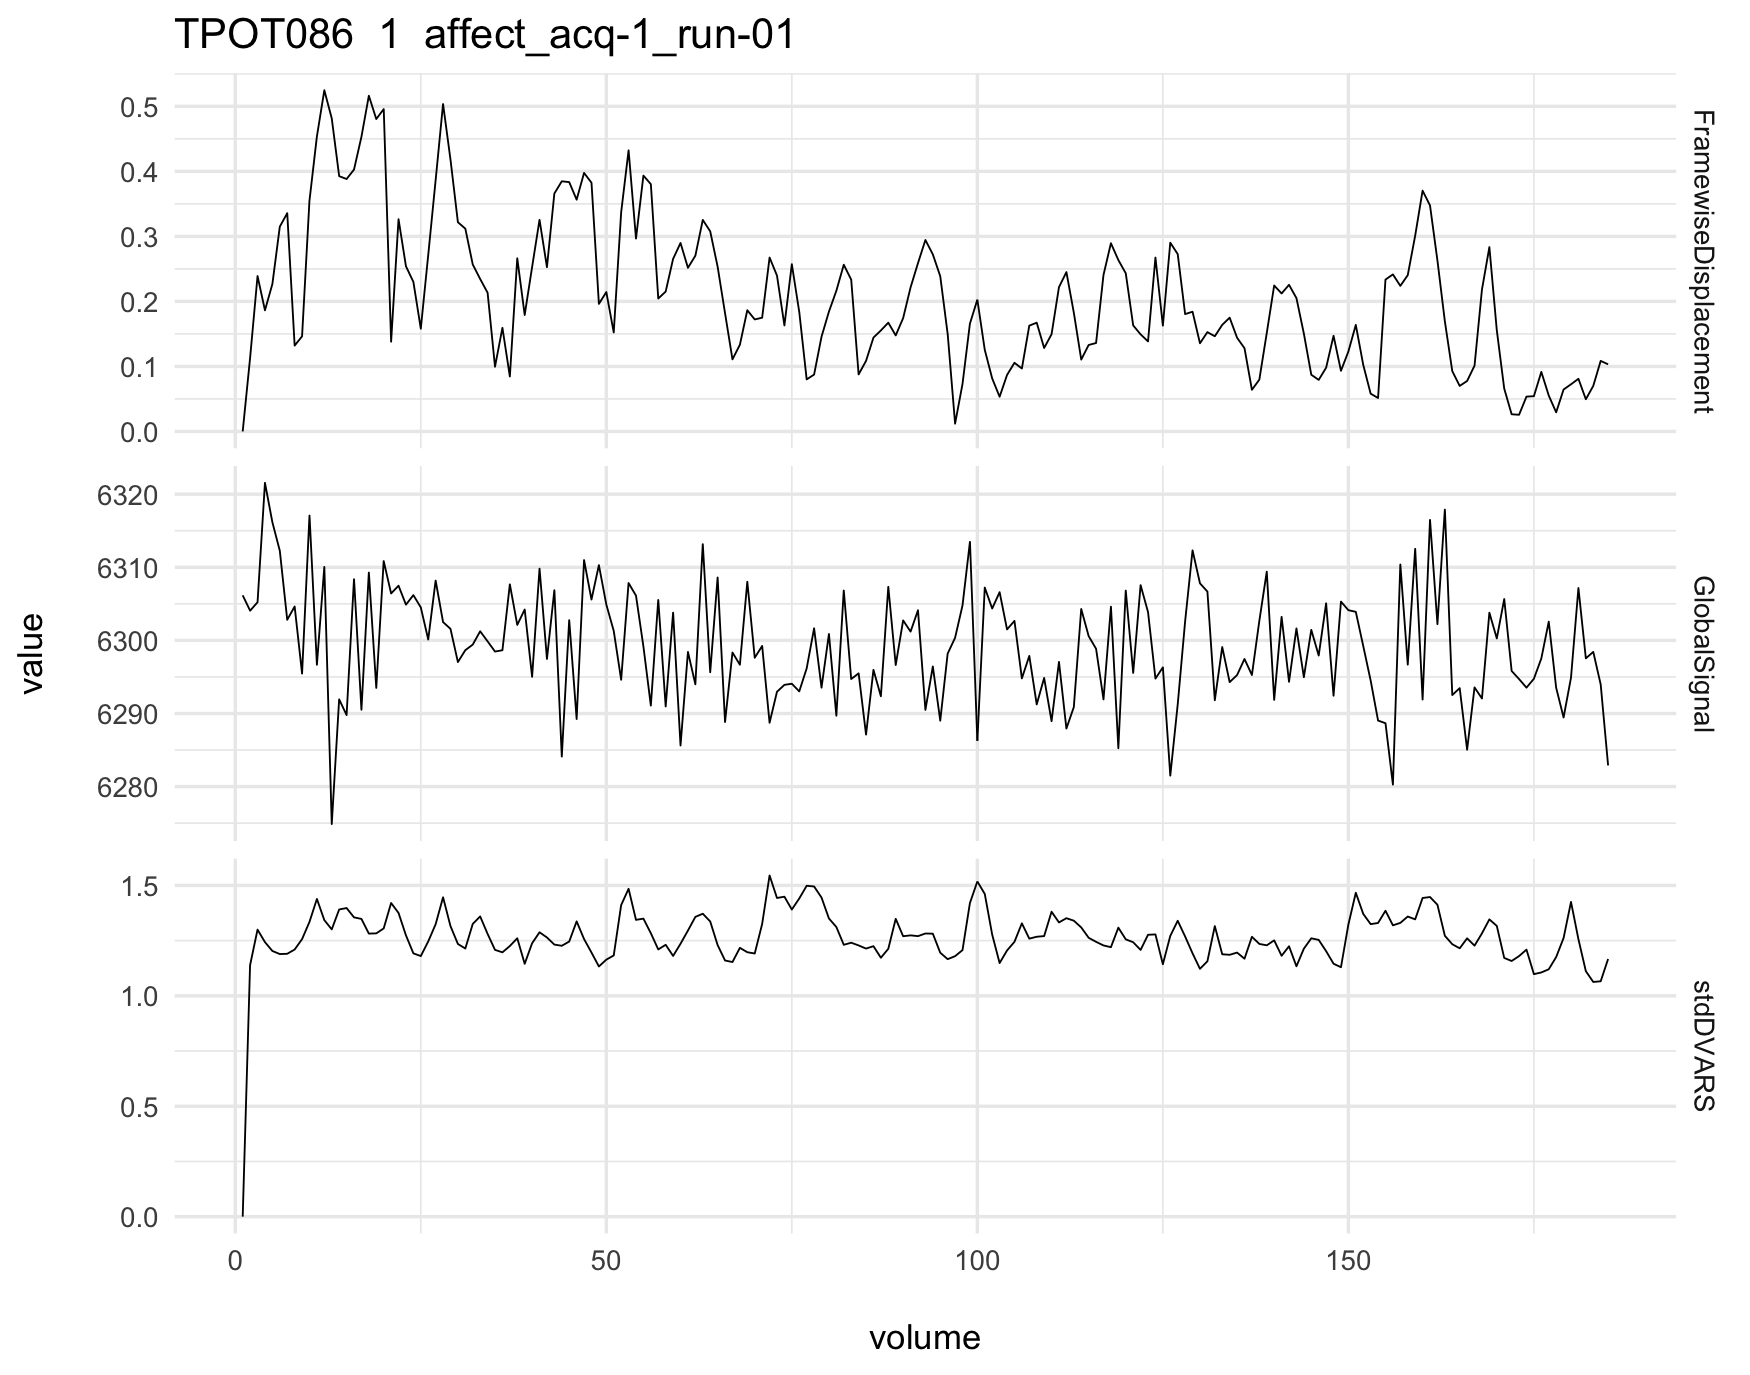 TPOT086 1 affect_acq-1_run-01
0.5
0.4
0.3
0.2
0.1
0.0
FramewiseDisplacement
6320
6310
6300
6290
6280
GlobalSignal
value
1.5
1.0
0.5
0.0
stdDVARS
0 50 100 150
volume